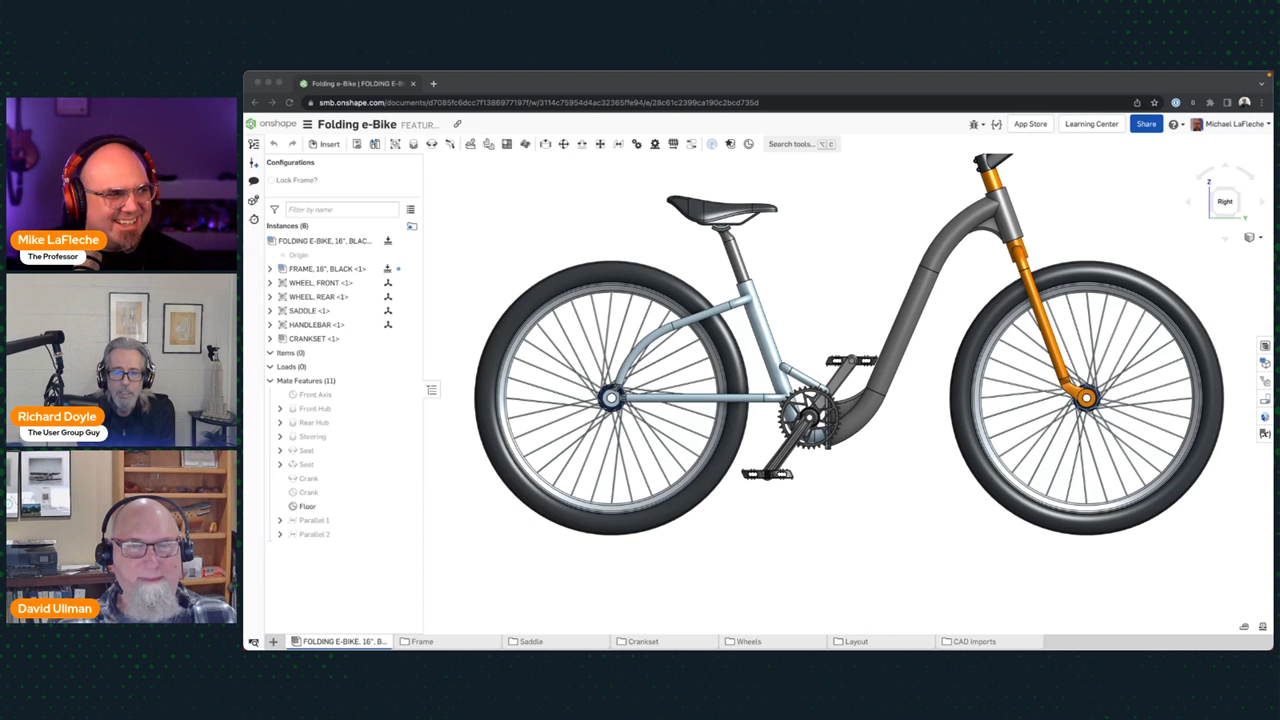 Mike LaFleche
The Professor
Richard Doyle
The User Group Guy
David Ullman
Folding e-Bike | FOLDING E-B
smb.onshape.com/documents/d7085fc6dcc7f1386977197f/w/3114c75954d4ac32365ffe94/e/28c61c2399ca190c2bcd735d
onshape
Folding e-Bike FEATUR...
App Store
Learning Center
Share
Michael LaFleche
Insert
Search tools...
Configurations
Lock Frame?
Filter by name
Instances (8)
FOLDING E-BIKE, 16", BLAC...
Origin
FRAME, 16", BLACK <1>
WHEEL, FRONT <1>
WHEEL, REAR <1>
SADDLE <1>
HANDLEBAR <1>
CRANKSET <1>
Items (0)
Loads (0)
Mate Features (11)
Front Axis
Front Hub
Rear Hub
Steering
Seat
Seat
Crank
Crank
Floor
Parallel 1
Parallel 2
Z
Right
Y
FOLDING E-BIKE, 16", B...
Frame
Saddle
Crankset
Wheels
Layout
CAD Imports